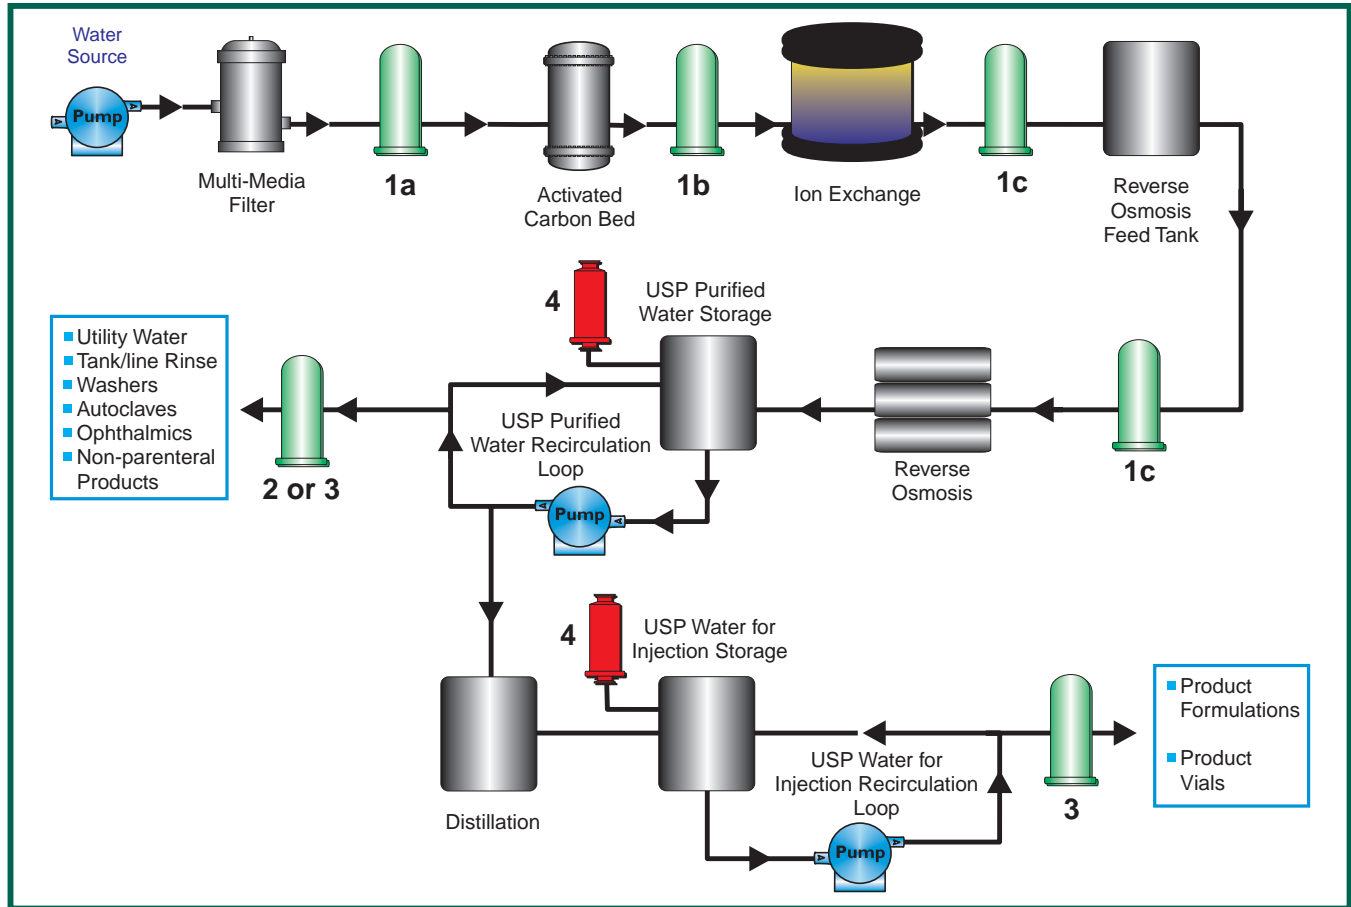 Water
Source
Pump
A
A
Multi-Media
Filter
1a
Activated
Carbon Bed
1b
Ion Exchange
1c
Reverse
Osmosis
Feed Tank
4
USP Purified
Water Storage
Utility Water
Tank/line Rinse
Washers
Autoclaves
Ophthalmics
Non-parenteral
Products
2 or 3
USP Purified
Water Recirculation
Loop
Pump
A
A
Reverse
Osmosis
1c
4
USP Water for
Injection Storage
Distillation
USP Water for
Injection Recirculation
Loop
Pump
A
A
3
Product
Formulations
Product
Vials